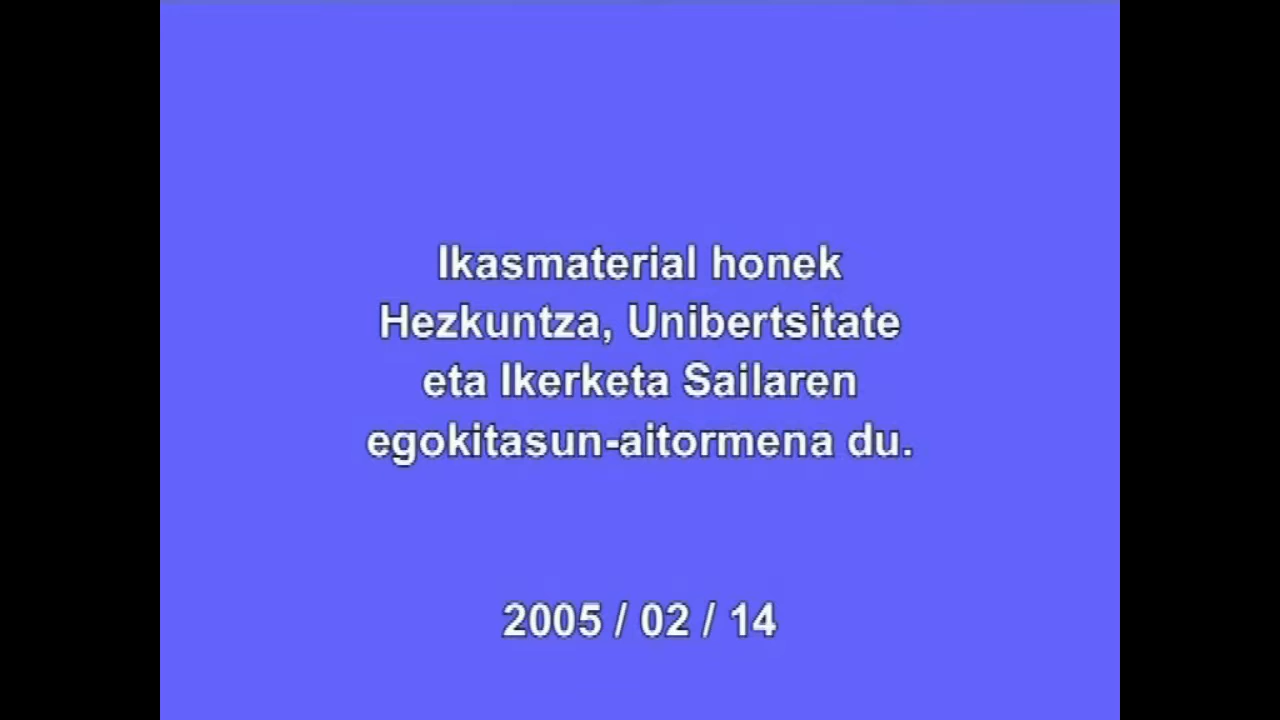 Ikasmaterial honek
Hezkuntza, Unibertsitate
eta Ikerketa Sailaren
egokitasun-aitormena du.
2005 / 02 / 14